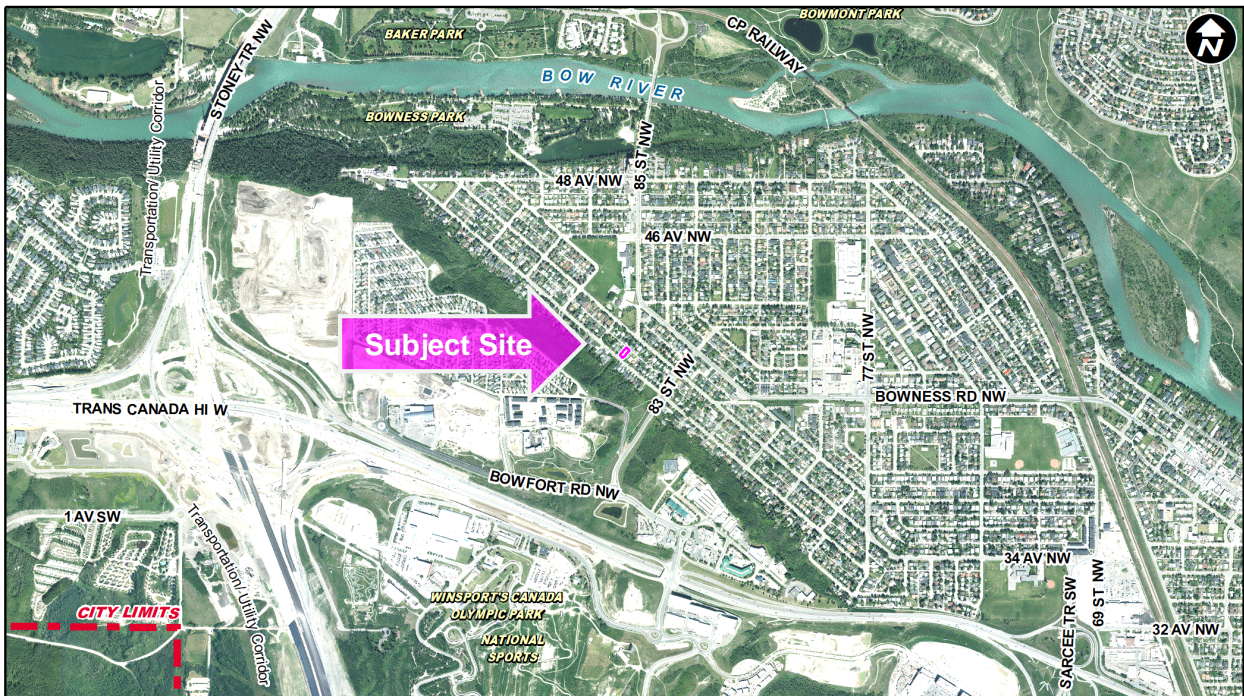 BOWMONT PARK
BAKER PARK
CP RAILWAY
N
STONEY TR NW
BOW RIVER
Transportation/ Utility Corridor
BOWNESS PARK
85 ST NW
48 AV NW
46 AV NW
Subject Site
77 ST NW
83 ST NW
BOWNESS RD NW
TRANS CANADA HI W
BOWFORT RD NW
1 AV SW
Transportation/ Utility Corridor
34 AV NW
WINSPORT'S CANADA
OLYMPIC PARK
CITY LIMITS
NATIONAL
SPORTS
SARCEE TR SW
69 ST NW
32 AV NW